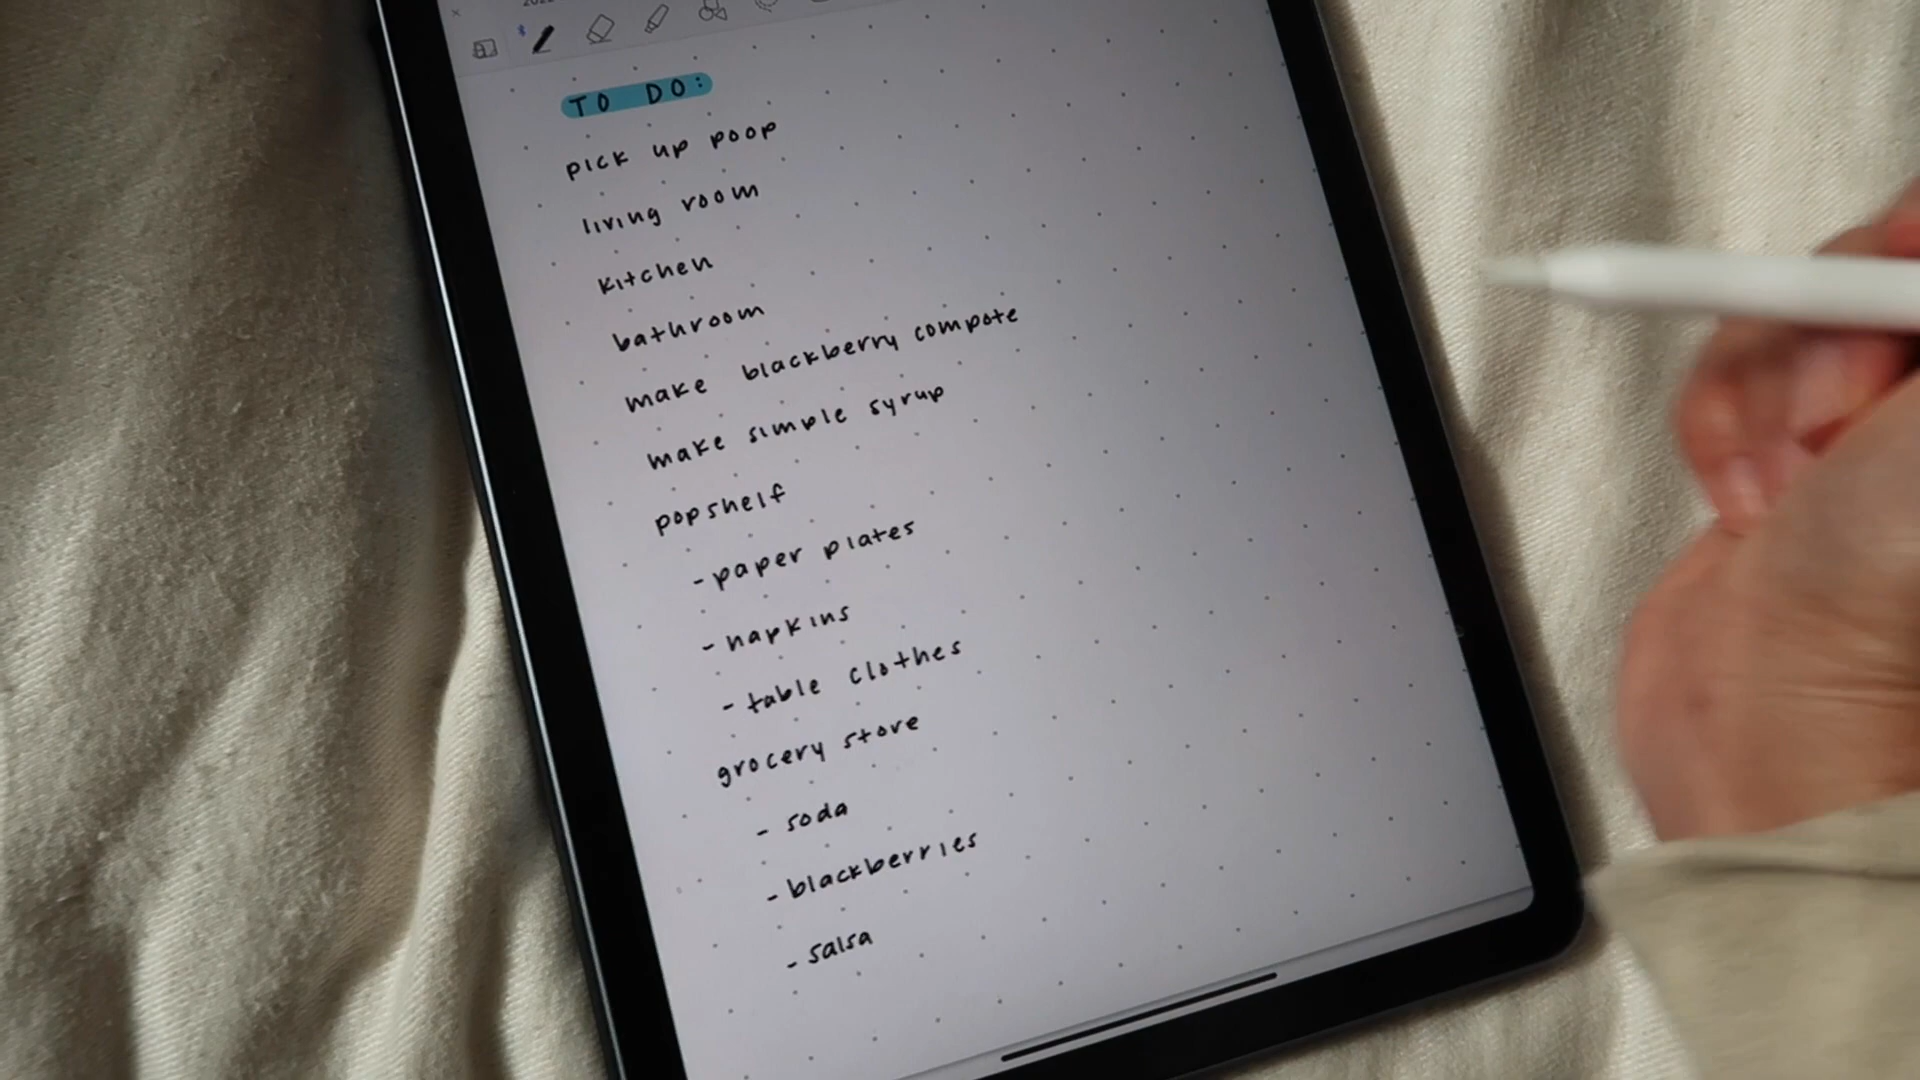 TO DO:
pick up poop
living room
kitchen
bathroom
make blackberry compote
make simple syrup
popshelf
- paper plates
- napkins
- table clothes
grocery store
- soda
- blackberries
- salsa